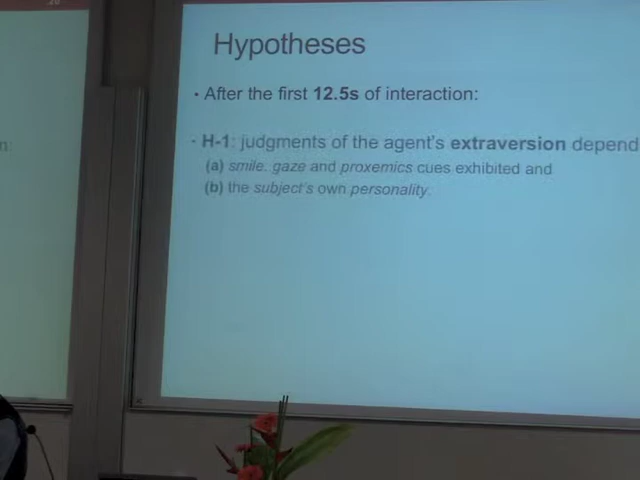 Hypotheses
• After the first 12.5s of interaction:
- H-1: judgments of the agent's extraversion depend
(a) smile, gaze and proxemics cues exhibited and
(b) the subject's own personality.
n: